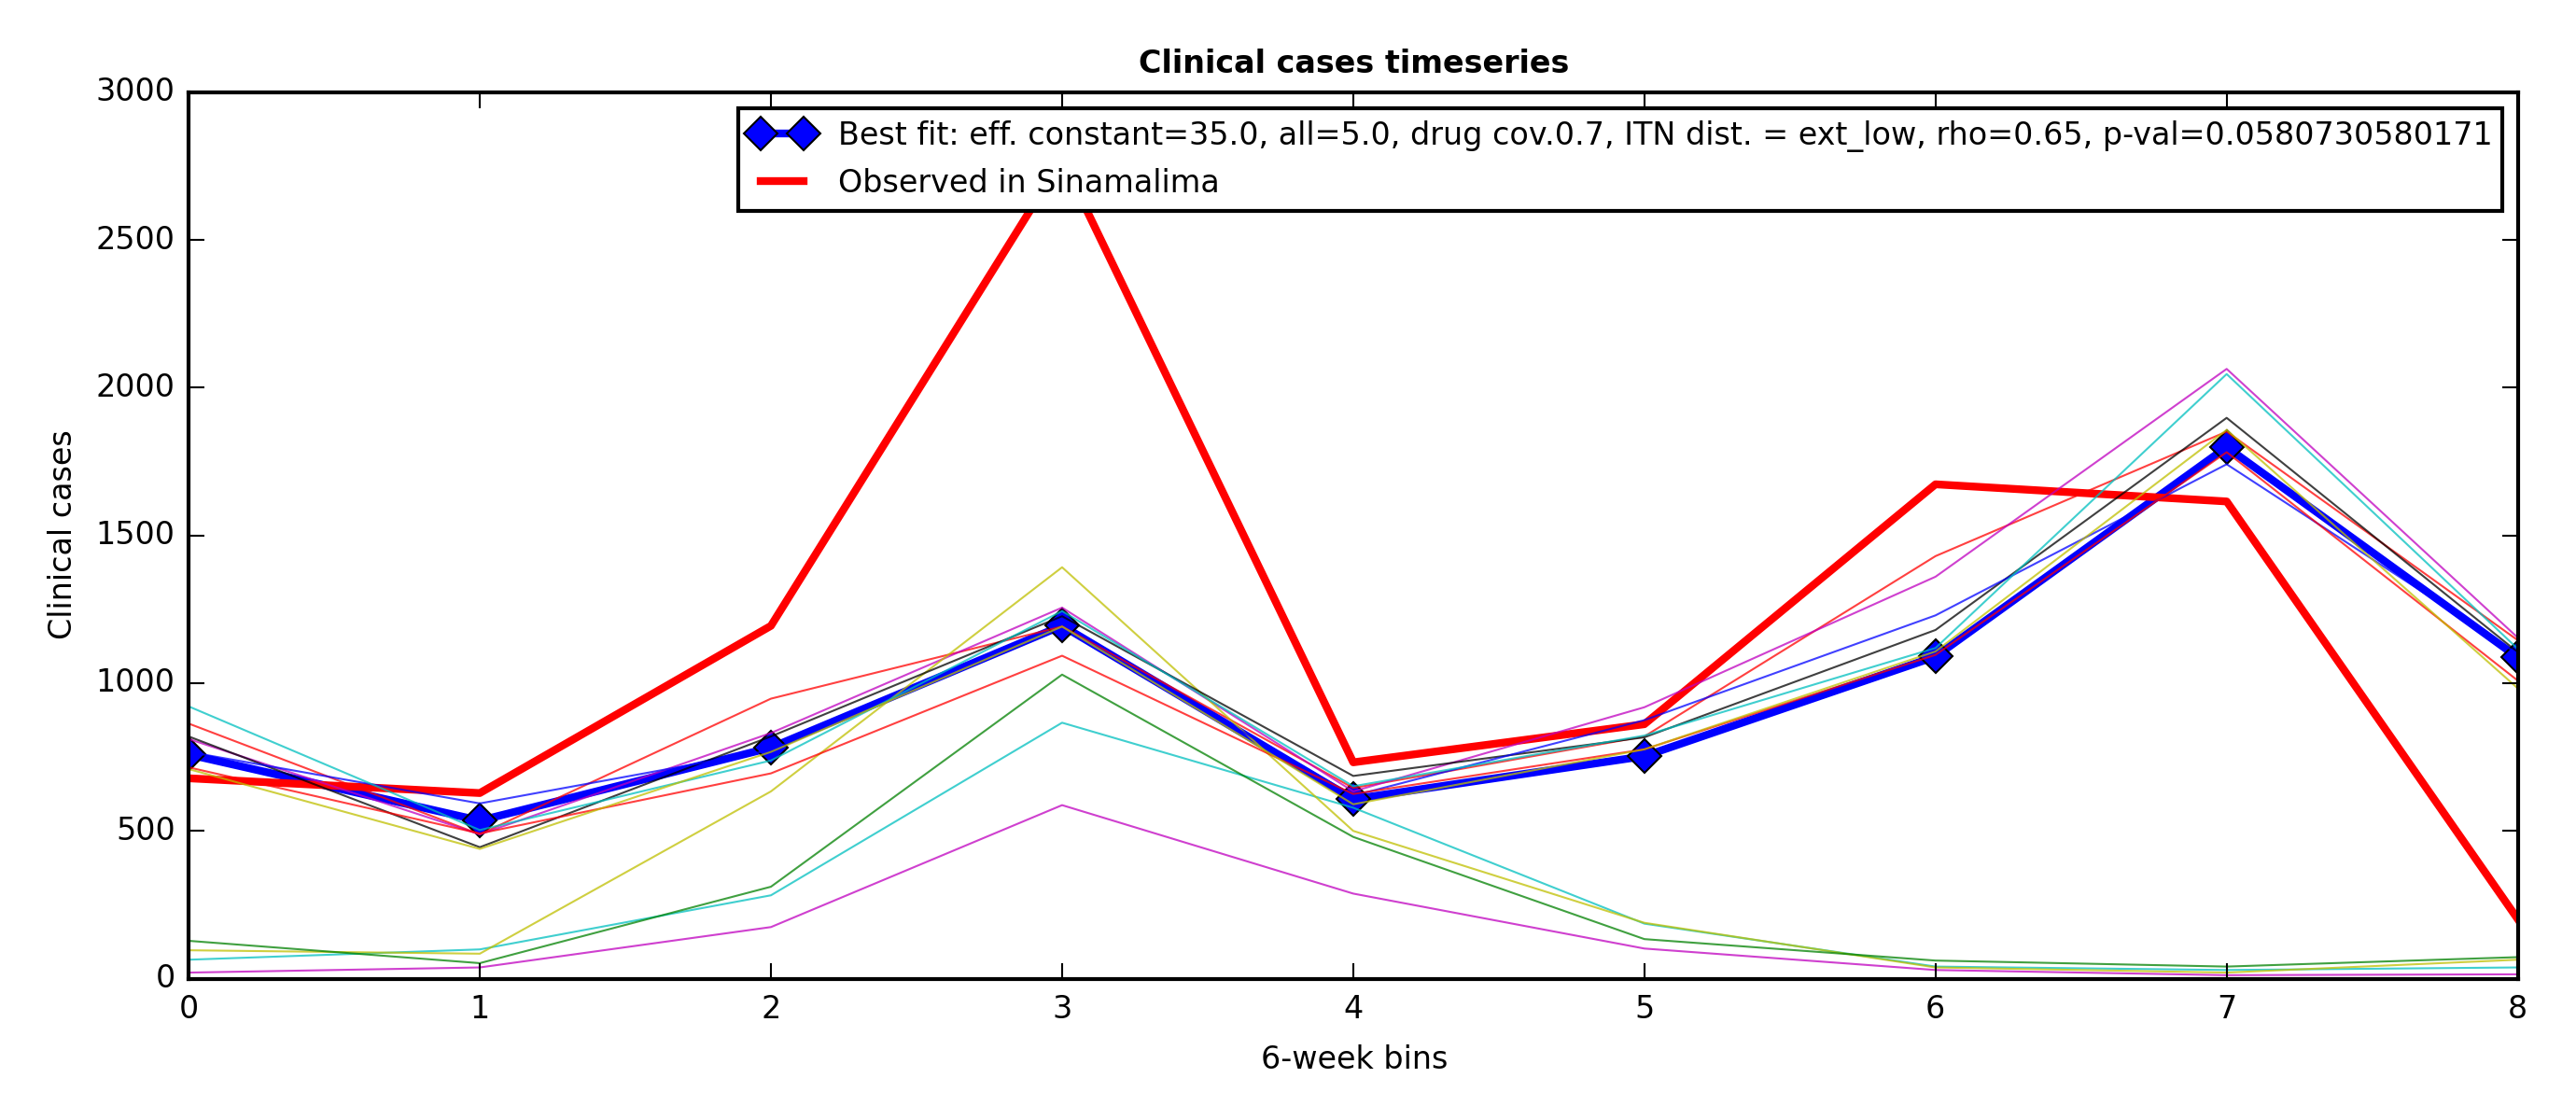 Clinical cases timeseries
3000
2500
2000
1500
1000
500
0
Clinical cases
Best fit: eff. constant=35.0, all=5.0, drug cov.0.7, ITN dist. = ext_low, rho=0.65, p-val=0.0580730580171
Observed in Sinamalima
0 1 2 3 4 5 6 7 8
6-week bins